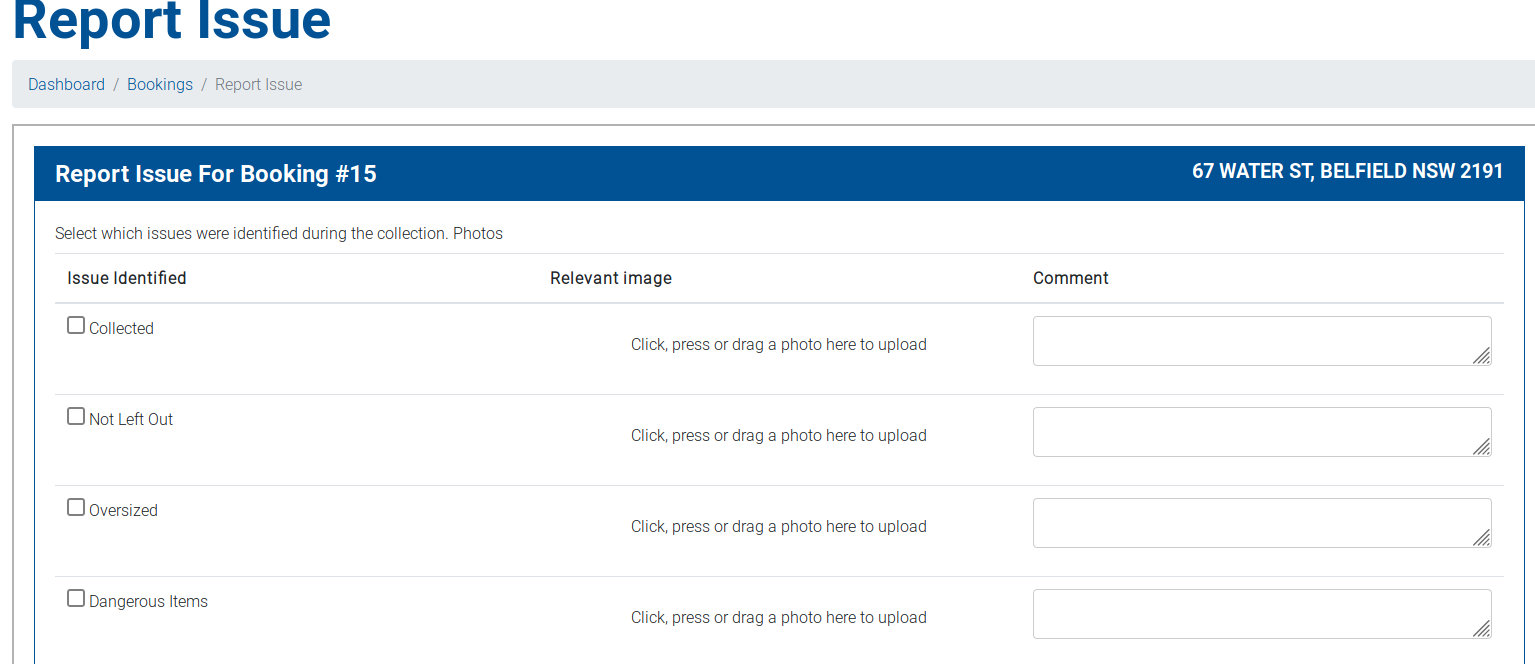 Report Issue
Dashboard / Bookings / Report Issue
Report Issue For Booking #15
67 WATER ST, BELFIELD NSW 2191
Select which issues were identified during the collection. Photos
Issue Identified Relevant image Comment
Collected Click, press or drag a photo here to upload
Not Left Out Click, press or drag a photo here to upload
Oversized Click, press or drag a photo here to upload
Dangerous Items Click, press or drag a photo here to upload